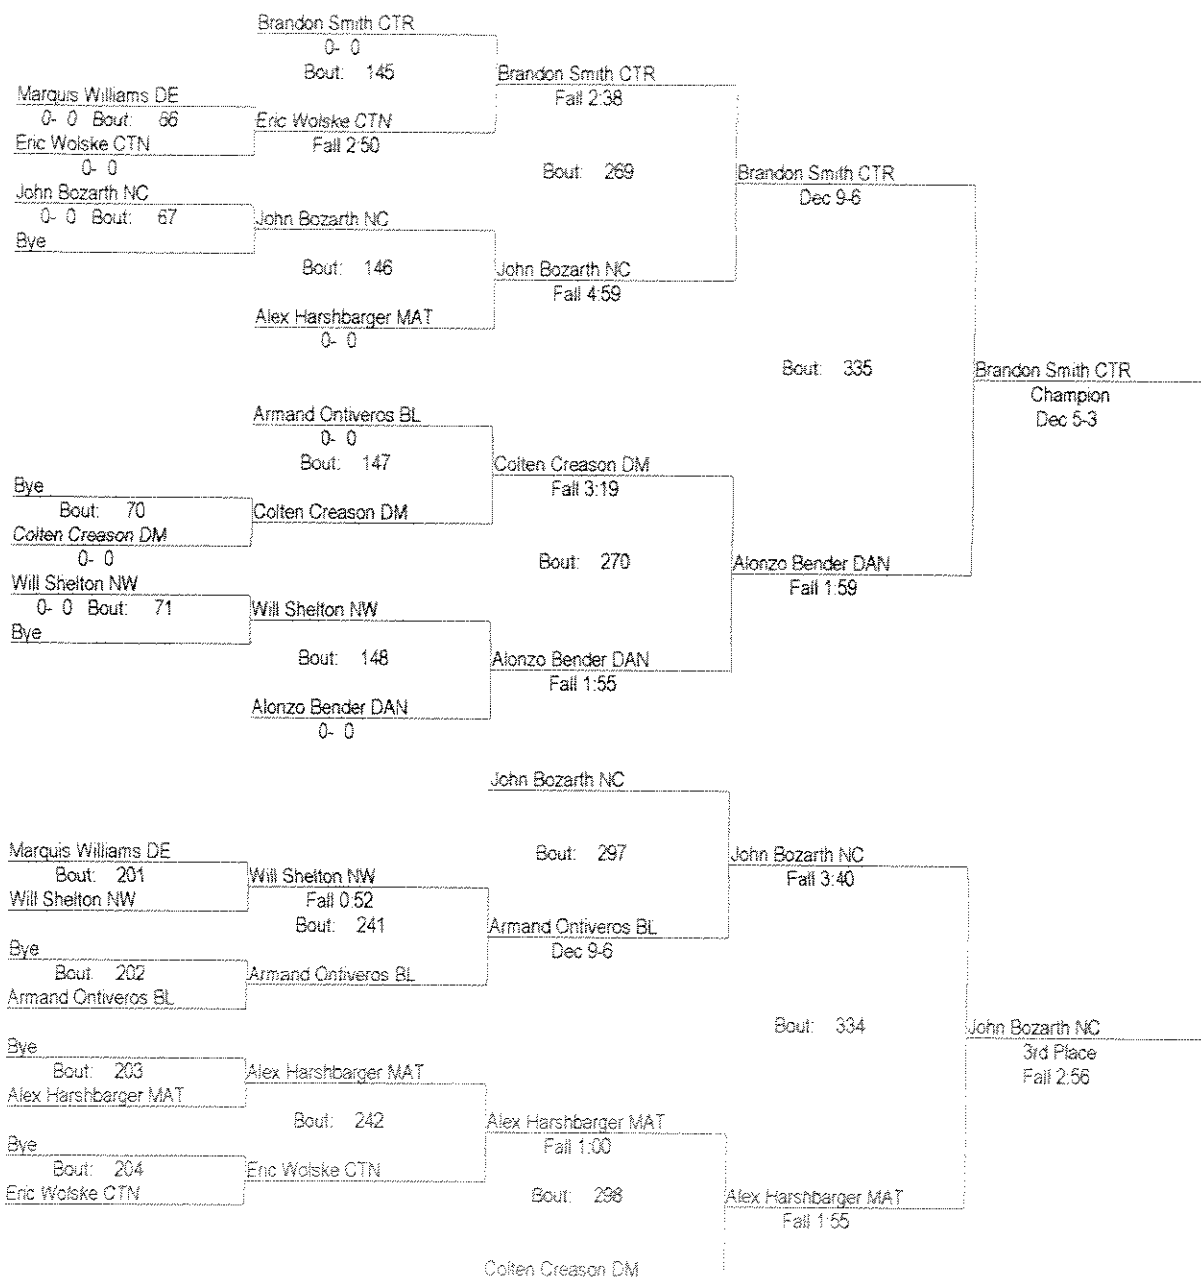 Brandon Smith CTR
0- 0
Bout: 145
Brandon Smith CTR
Fall 2:38
Marquis Williams DE
0- 0 Bout: 66
Eric Wolske CTN
Fall 2:50
Eric Wolske CTN
0- 0
Bout: 269
Brandon Smith CTR
Dec 9-6
John Bozarth NC
0- 0 Bout: 67
John Bozarth NC
Bye
Bout: 146
John Bozarth NC
Fall 4:59
Alex Harshbarger MAT
0- 0
Bout: 335
Brandon Smith CTR
Champion
Dec 5-3
Armand Ontiveros BL
0- 0
Bout: 147
Colten Creason DM
Fall 3:19
Bye
Bout: 70
Colten Creason DM
Colten Creason DM
0- 0
Bout: 270
Alonzo Bender DAN
Fall 1:59
Will Shelton NW
0- 0 Bout: 71
Will Shelton NW
Bye
Bout: 148
Alonzo Bender DAN
Fall 1:55
Alonzo Bender DAN
0- 0
John Bozarth NC
Bout: 297
John Bozarth NC
Fall 3:40
Marquis Williams DE
Bout: 201
Will Shelton NW
Fall 0:52
Will Shelton NW
Bout: 241
Armand Ontiveros BL
Dec 9-6
Bye
Bout: 202
Armand Ontiveros BL
Armand Ontiveros BL
Bout: 334
John Bozarth NC
3rd Place
Fall 2:56
Bye
Bout: 203
Alex Harshbarger MAT
Alex Harshbarger MAT
Bout: 242
Alex Harshbarger MAT
Fall 1:00
Bye
Bout: 204
Eric Wolske CTN
Eric Wolske CTN
Bout: 298
Alex Harshbarger MAT
Fall 1:55
Colten Creason DM